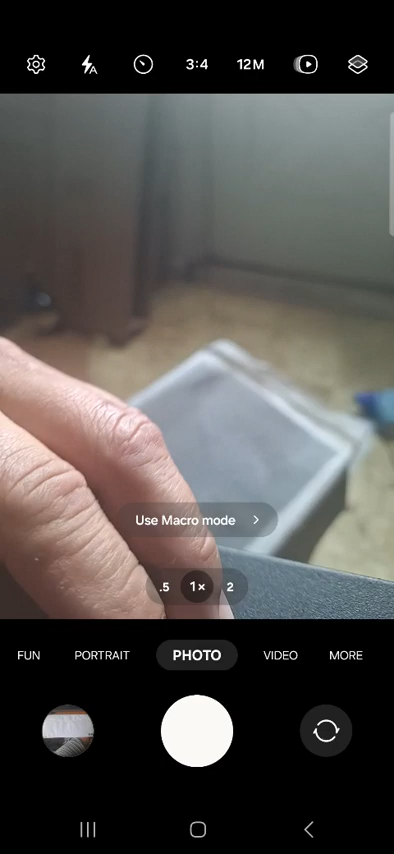 A
3:4 12M
Use Macro mode
.5 1× 2
FUN PORTRAIT PHOTO VIDEO MORE